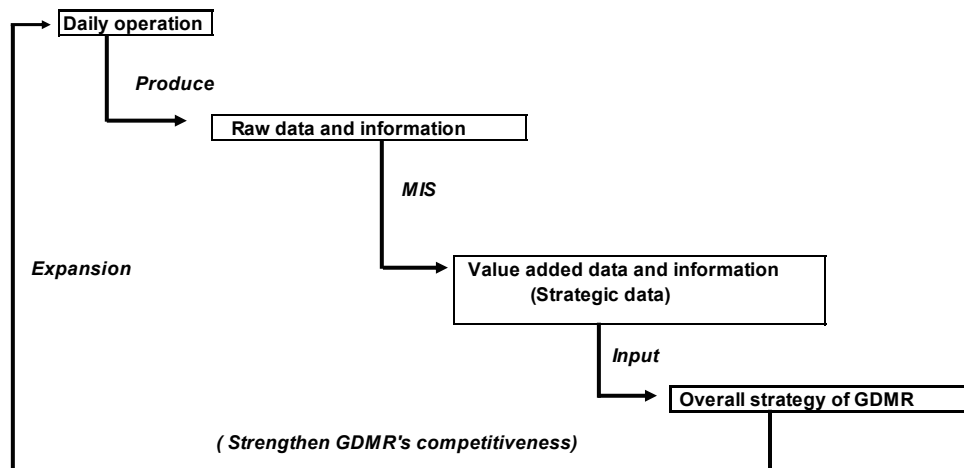 Daily operation
Produce
Raw data and information
MIS
Expansion
Value added data and information
(Strategic data)
Input
Overall strategy of GDMR
( Strengthen GDMR's competitiveness)